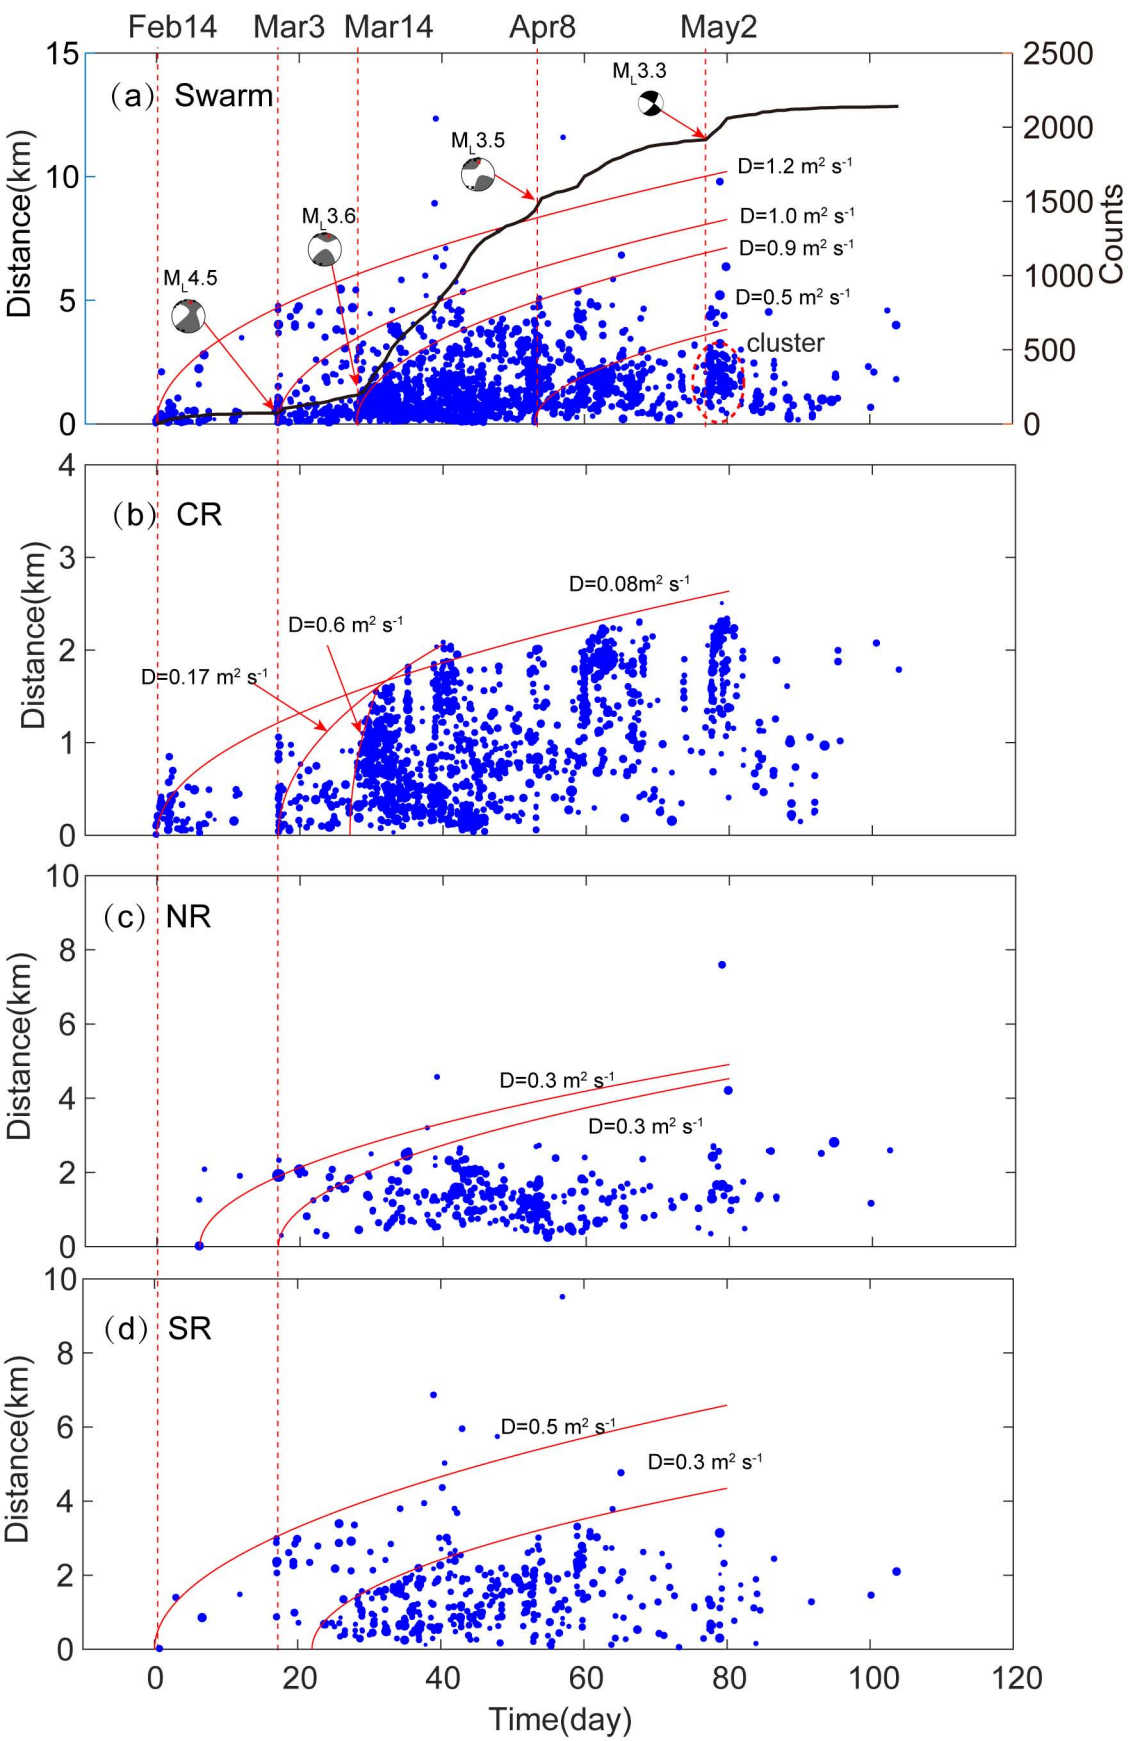 Feb14 Mar3 Mar14 Apr8 May2
15 2500
(a) Swarm
M_L3.3
2000
M_L3.5
D=1.2 m² s⁻¹
10
1500
M_L3.6
D=1.0 m² s⁻¹
D=0.9 m² s⁻¹
M_L4.5
1000
5
D=0.5 m² s⁻¹
cluster
500
0 0
Distance(km)
Counts
4
(b) CR
3
D=0.08m² s⁻¹
D=0.6 m² s⁻¹
2
D=0.17 m² s⁻¹
1
0
Distance(km)
10
(c) NR
8
6
D=0.3 m² s⁻¹
4
D=0.3 m² s⁻¹
2
0
Distance(km)
10
(d) SR
8
6
D=0.5 m² s⁻¹
D=0.3 m² s⁻¹
4
2
0
Distance(km)
0 20 40 60 80 100 120
Time(day)